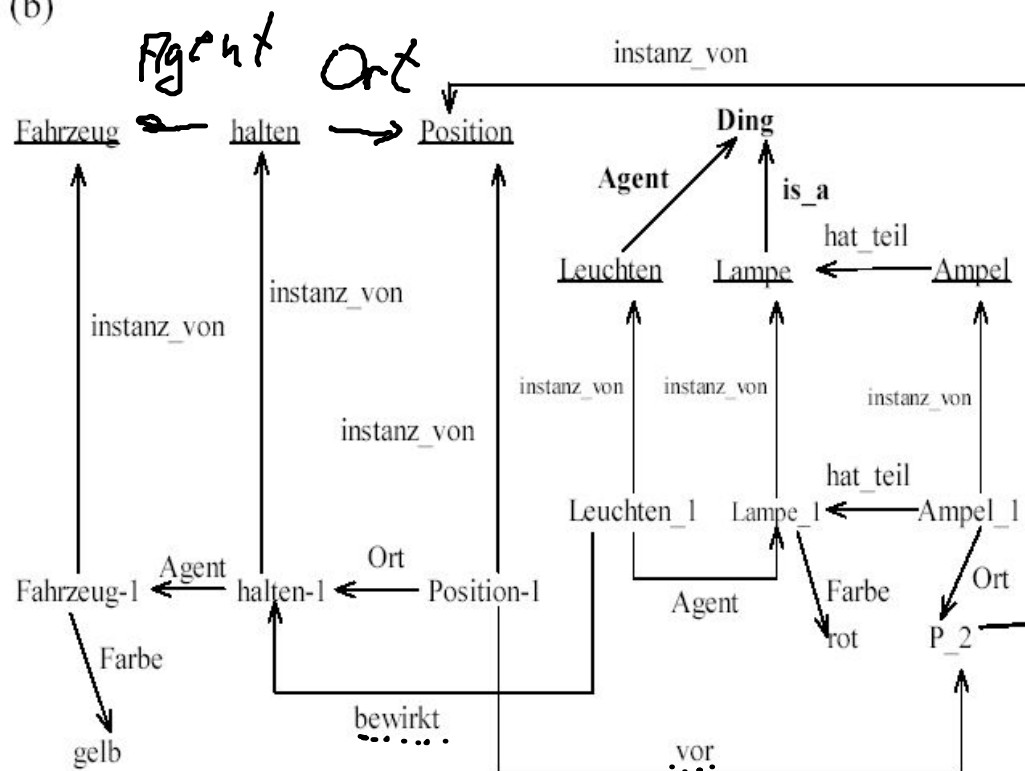 (b)
Agent Ort
instanz_von
Fahrzeug halten Position
Ding
Agent
is_a
hat_teil
Leuchten Lampe Ampel
instanz_von
instanz_von
instanz_von instanz_von
instanz_von
instanz_von
hat_teil
Leuchten_1 Lampe_1 Ampel_1
Agent Ort
Fahrzeug-1 halten-1 Position-1
Agent Farbe Ort
rot P_2
Farbe
bewirkt
gelb
vor